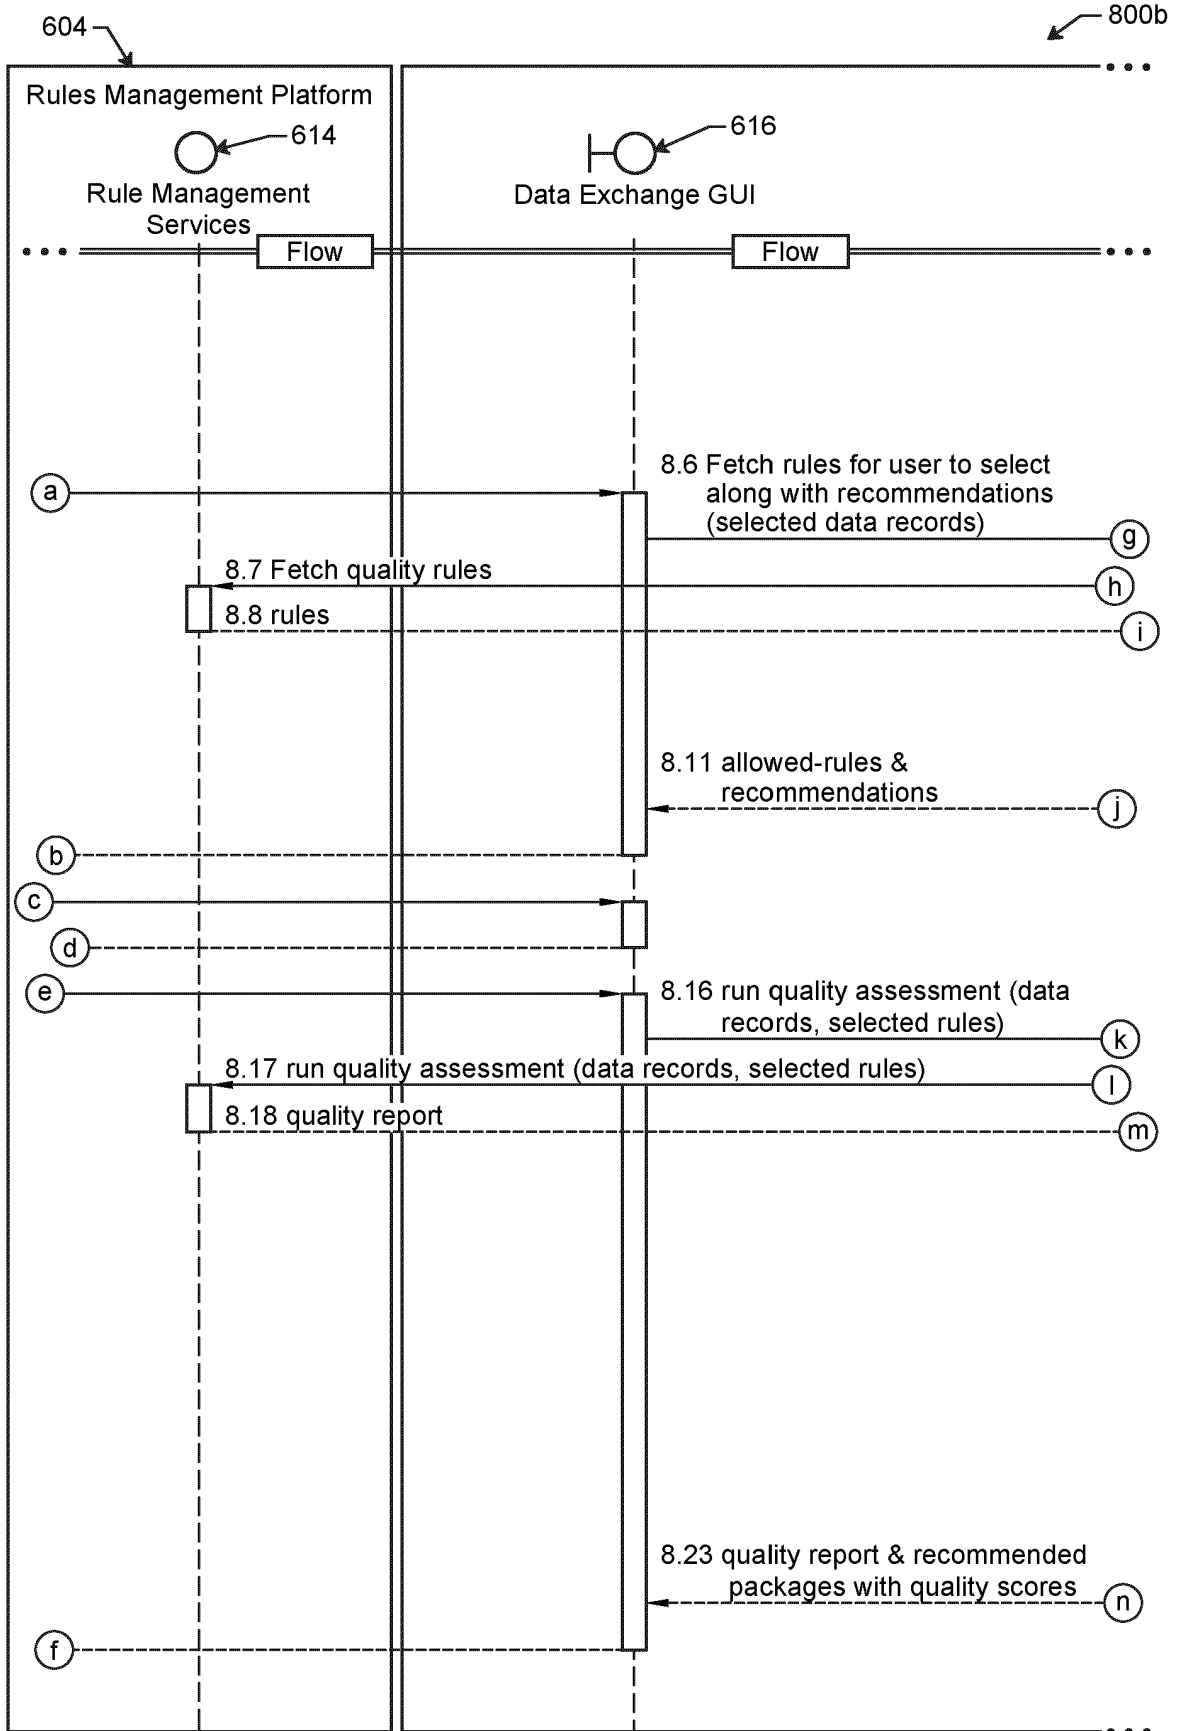 604
800b
Rules Management Platform
614
616
Rule Management
Services
Data Exchange GUI
Flow
Flow
8.6 Fetch rules for user to select
along with recommendations
(selected data records)
a
g
8.7 Fetch quality rules
h
8.8 rules
i
8.11 allowed-rules &
recommendations
j
b
c
d
e
8.16 run quality assessment (data
records, selected rules)
k
8.17 run quality assessment (data records, selected rules)
l
8.18 quality report
m
8.23 quality report & recommended
packages with quality scores
n
f